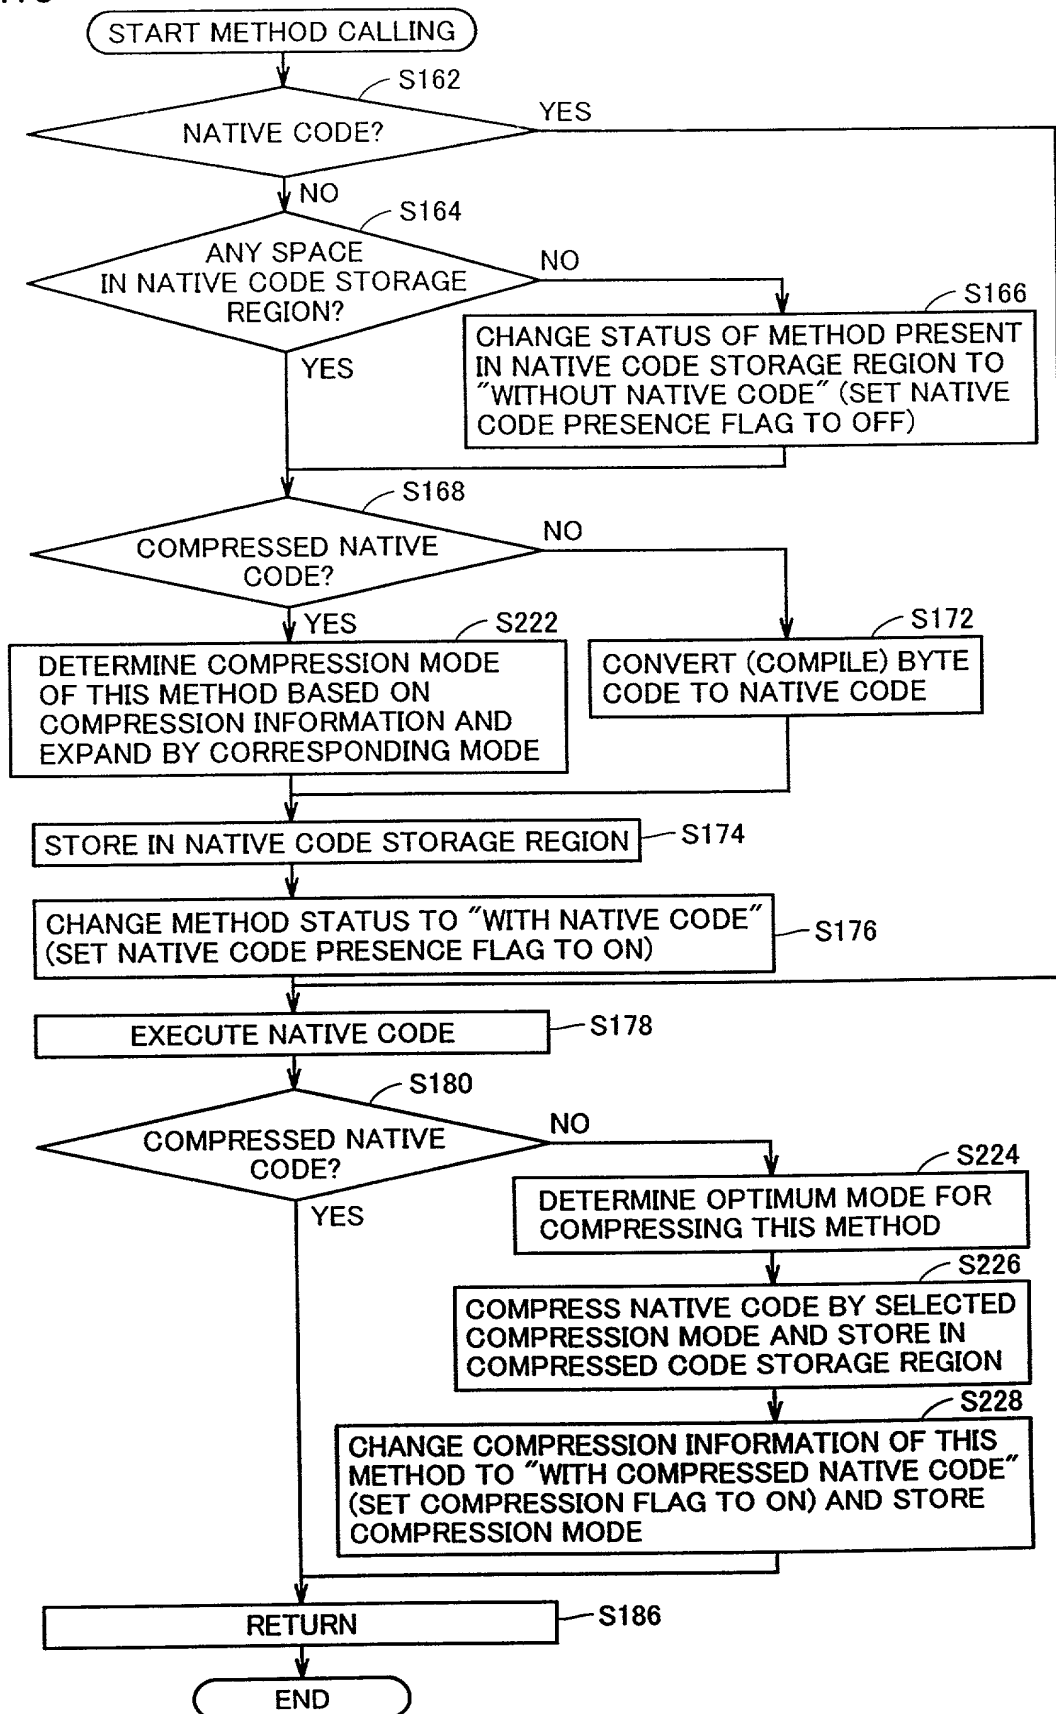 START METHOD CALLING
S162
NATIVE CODE?
YES
NO
S164
ANY SPACE
IN NATIVE CODE STORAGE
REGION?
NO
YES
S166
CHANGE STATUS OF METHOD PRESENT
IN NATIVE CODE STORAGE REGION TO
"WITHOUT NATIVE CODE" (SET NATIVE
CODE PRESENCE FLAG TO OFF)
S168
COMPRESSED NATIVE
CODE?
NO
YES
S222
DETERMINE COMPRESSION MODE
OF THIS METHOD BASED ON
COMPRESSION INFORMATION AND
EXPAND BY CORRESPONDING MODE
S172
CONVERT (COMPILE) BYTE
CODE TO NATIVE CODE
STORE IN NATIVE CODE STORAGE REGION
S174
CHANGE METHOD STATUS TO "WITH NATIVE CODE"
(SET NATIVE CODE PRESENCE FLAG TO ON)
S176
EXECUTE NATIVE CODE
S178
S180
COMPRESSED NATIVE
CODE?
NO
YES
S224
DETERMINE OPTIMUM MODE FOR
COMPRESSING THIS METHOD
S226
COMPRESS NATIVE CODE BY SELECTED
COMPRESSION MODE AND STORE IN
COMPRESSED CODE STORAGE REGION
S228
CHANGE COMPRESSION INFORMATION OF THIS
METHOD TO "WITH COMPRESSED NATIVE CODE"
(SET COMPRESSION FLAG TO ON) AND STORE
COMPRESSION MODE
RETURN
S186
END